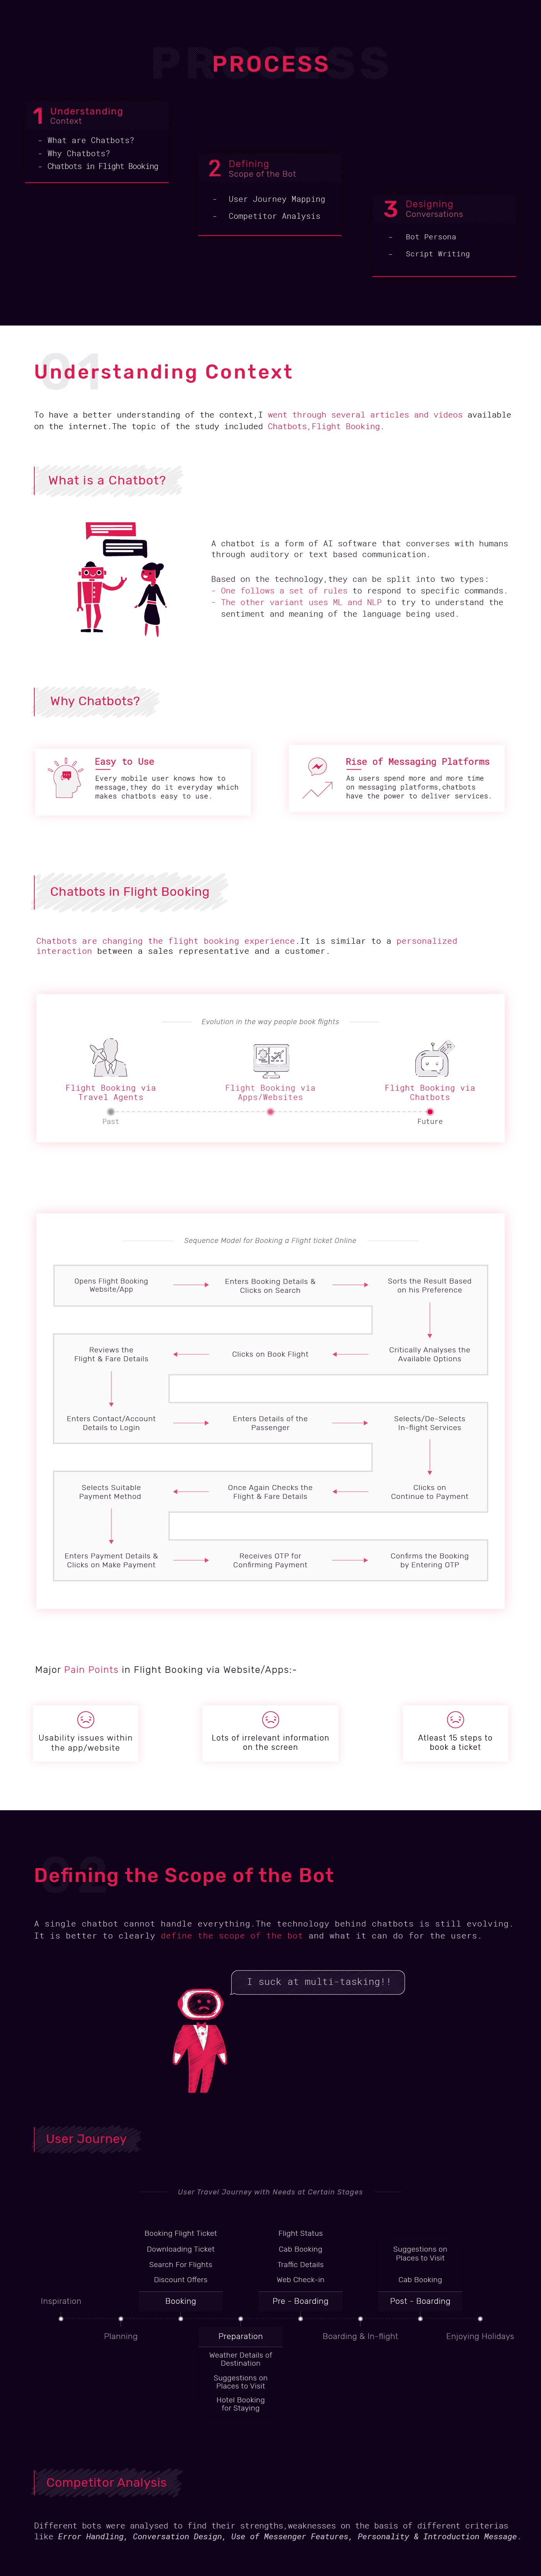 PROCESS
PROCESS
1 Understanding
Context
- What are Chatbots?
- Why Chatbots?
- Chatbots in Flight Booking
2 Defining
Scope of the Bot
- User Journey Mapping
- Competitor Analysis
3 Designing
Conversations
- Bot Persona
- Script Writing
01
Understanding Context
To have a better understanding of the context,I went through several articles and videos available
on the internet.The topic of the study included Chatbots,Flight Booking.
What is a Chatbot?
A chatbot is a form of AI software that converses with humans
through auditory or text based communication.
Based on the technology,they can be split into two types:
- One follows a set of rules to respond to specific commands.
- The other variant uses ML and NLP to try to understand the
sentiment and meaning of the language being used.
Why Chatbots?
Easy to Use
Every mobile user knows how to
message,they do it everyday which
makes chatbots easy to use.
Rise of Messaging Platforms
As users spend more and more time
on messaging platforms,chatbots
have the power to deliver services.
Chatbots in Flight Booking
Chatbots are changing the flight booking experience.It is similar to a personalized
interaction between a sales representative and a customer.
Evolution in the way people book flights
Flight Booking via
Travel Agents
Flight Booking via
Apps/Websites
Flight Booking via
Chatbots
Past
Future
Sequence Model for Booking a Flight ticket Online
Opens Flight Booking
Website/App
Enters Booking Details &
Clicks on Search
Sorts the Result Based
on his Preference
Reviews the
Flight & Fare Details
Clicks on Book Flight
Critically Analyses the
Available Options
Enters Contact/Account
Details to Login
Enters Details of the
Passenger
Selects/De-Selects
In-flight Services
Selects Suitable
Payment Method
Once Again Checks the
Flight & Fare Details
Clicks on
Continue to Payment
Enters Payment Details &
Clicks on Make Payment
Receives OTP for
Confirming Payment
Confirms the Booking
by Entering OTP
Major Pain Points in Flight Booking via Website/Apps:-
Usability issues within
the app/website
Lots of irrelevant information
on the screen
Atleast 15 steps to
book a ticket
02
Defining the Scope of the Bot
A single chatbot cannot handle everything.The technology behind chatbots is still evolving.
It is better to clearly define the scope of the bot and what it can do for the users.
I suck at multi-tasking!!
User Journey
User Travel Journey with Needs at Certain Stages
Booking Flight Ticket
Downloading Ticket
Search For Flights
Discount Offers
Flight Status
Cab Booking
Traffic Details
Web Check-in
Suggestions on
Places to Visit
Cab Booking
Inspiration
Booking
Pre - Boarding
Post - Boarding
Planning
Preparation
Boarding & In-flight
Enjoying Holidays
Weather Details of
Destination
Suggestions on
Places to Visit
Hotel Booking
for Staying
Competitor Analysis
Different bots were analysed to find their strengths,weaknesses on the basis of different criterias
like Error Handling, Conversation Design, Use of Messenger Features, Personality & Introduction Message.